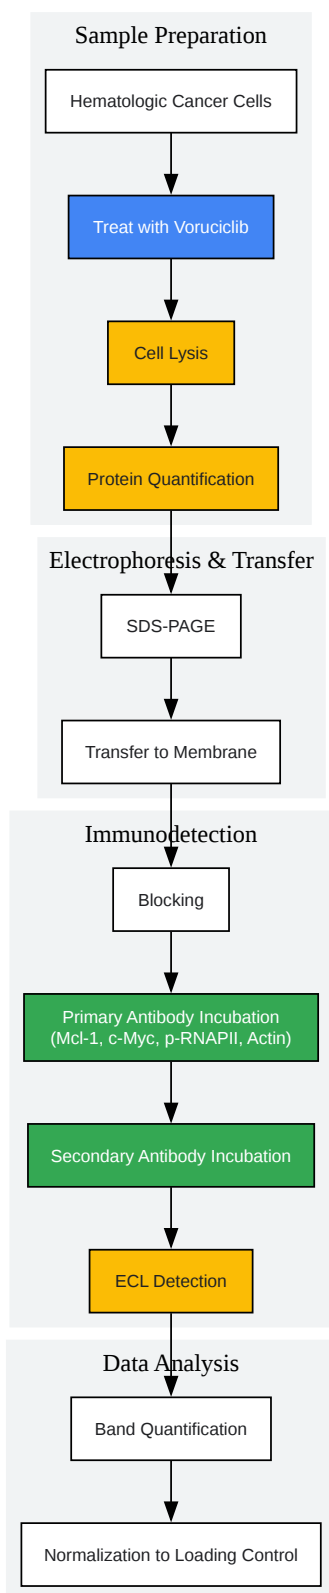 Sample Preparation
Hematologic Cancer Cells
Treat with Voruciclib
Cell Lysis
Protein Quantification
Electrophoresis & Transfer
SDS-PAGE
Transfer to Membrane
Immunodetection
Blocking
Primary Antibody Incubation
(Mcl-1, c-Myc, p-RNAPII, Actin)
Secondary Antibody Incubation
ECL Detection
Data Analysis
Band Quantification
Normalization to Loading Control